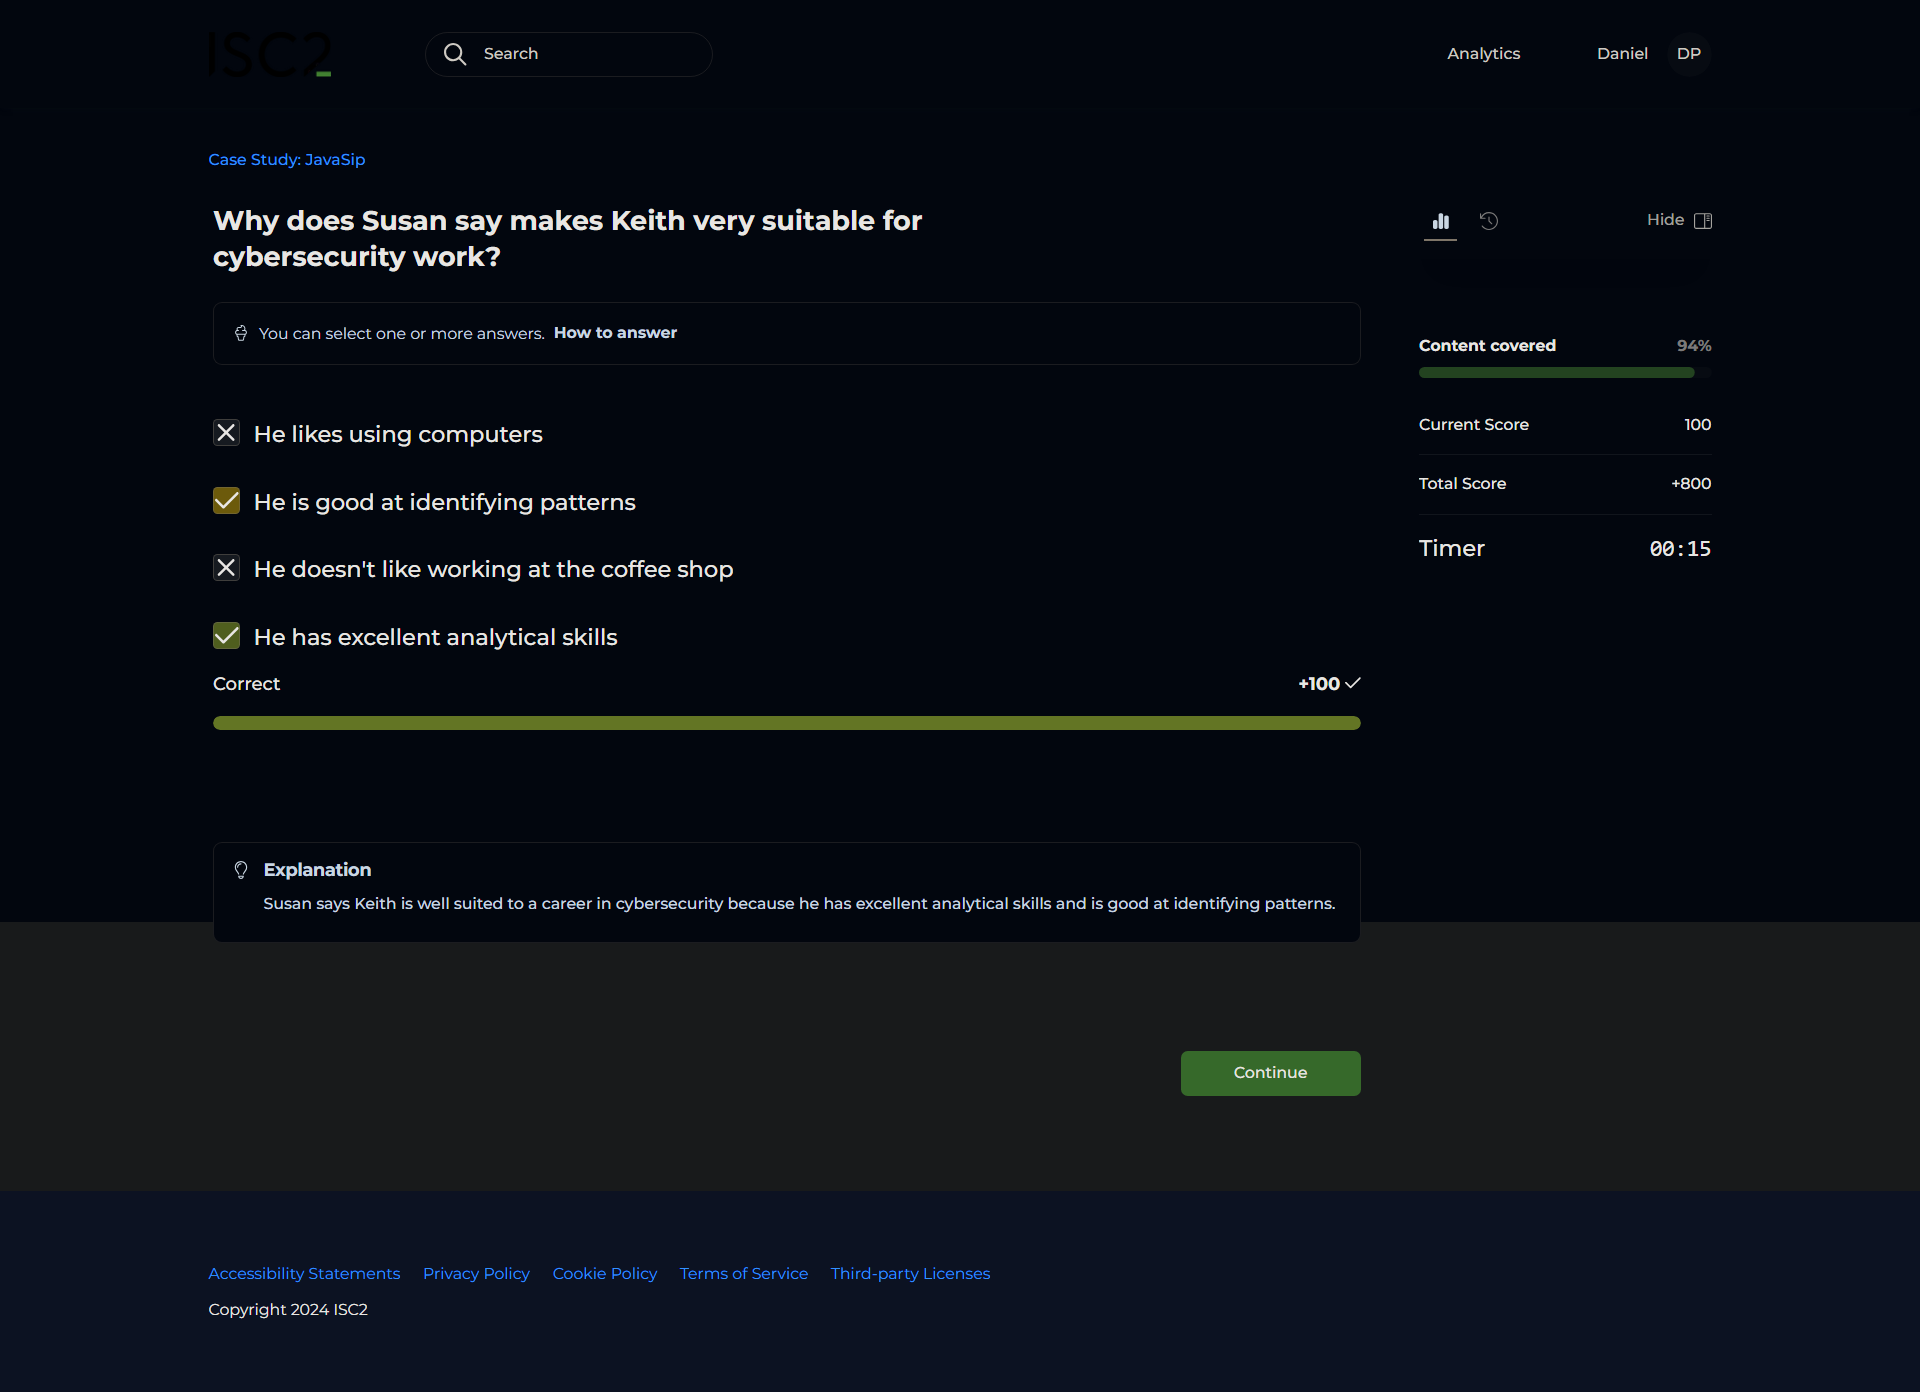 ISC2
Search
Analytics
Daniel
DP
Case Study: JavaSip
Why does Susan say makes Keith very suitable for
cybersecurity work?
Hide
You can select one or more answers. How to answer
Content covered 94%
He likes using computers
Current Score 100
He is good at identifying patterns
Total Score +800
He doesn't like working at the coffee shop
Timer 00:15
He has excellent analytical skills
Correct +100
Explanation
Susan says Keith is well suited to a career in cybersecurity because he has excellent analytical skills and is good at identifying patterns.
Continue
Accessibility Statements Privacy Policy Cookie Policy Terms of Service Third-party Licenses
Copyright 2024 ISC2